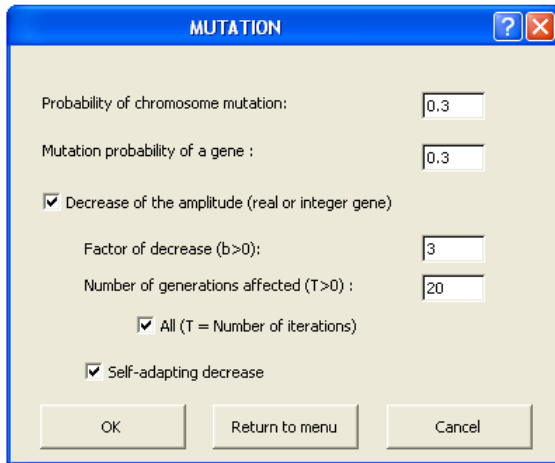 MUTATION
?
Probability of chromosome mutation:
0.3
Mutation probability of a gene :
0.3
Decrease of the amplitude (real or integer gene)
Factor of decrease (b>0):
3
Number of generations affected (T>0) :
20
All (T = Number of iterations)
Self-adapting decrease
OK
Return to menu
Cancel